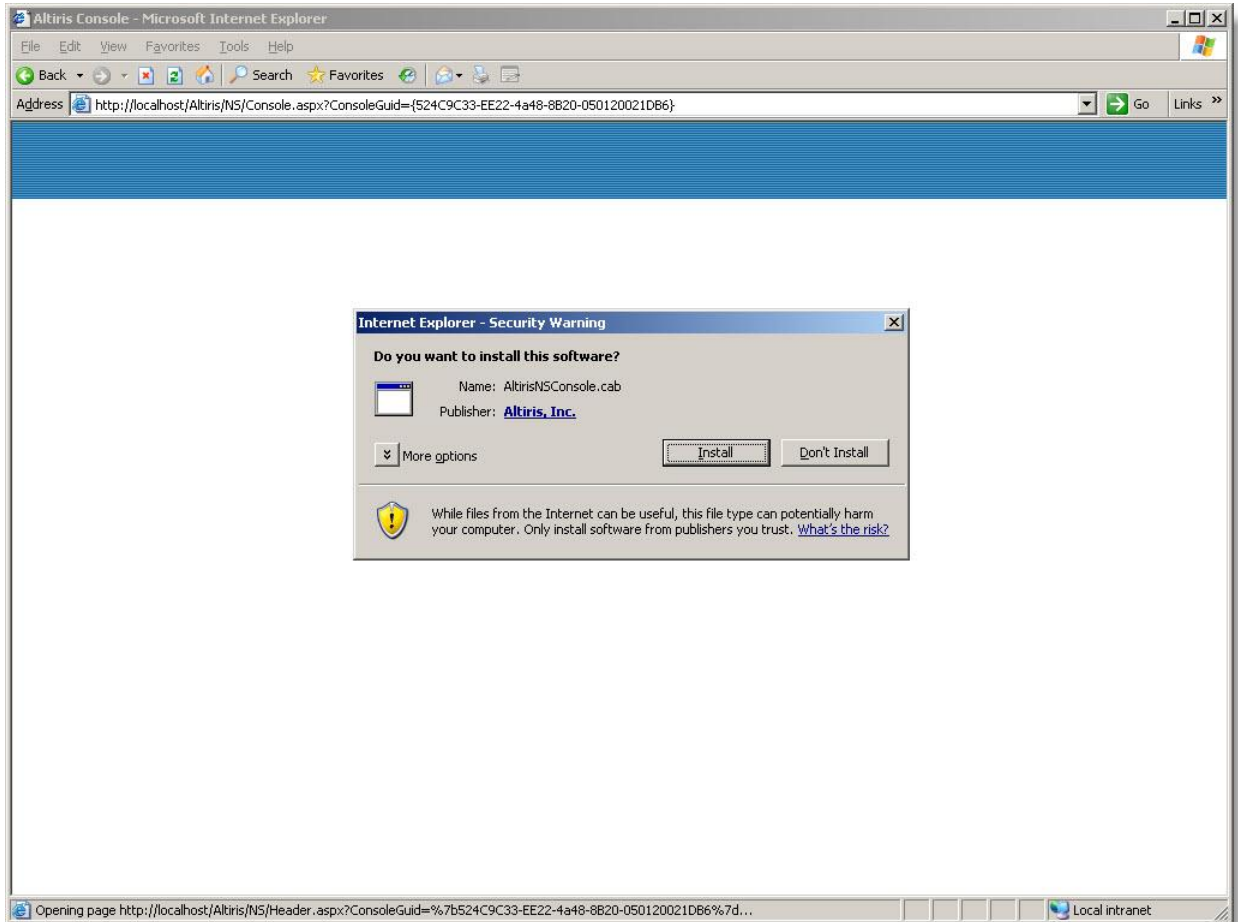 Altiris Console - Microsoft Internet Explorer
File Edit View Favorites Tools Help
Back Search Favorites
Address http://localhost/Altiris/NS/Console.aspx?ConsoleGuid={524C9C33-EE22-4a48-8B20-050120021DB6} Go Links »
Internet Explorer - Security Warning
Do you want to install this software?
Name: AltirisNSConsole.cab
Publisher: Altiris, Inc.
More options Install Don't Install
While files from the Internet can be useful, this file type can potentially harm
your computer. Only install software from publishers you trust. What's the risk?
Opening page http://localhost/Altiris/NS/Header.aspx?ConsoleGuid=%7b524C9C33-EE22-4a48-8B20-050120021DB6%7d... Local intranet